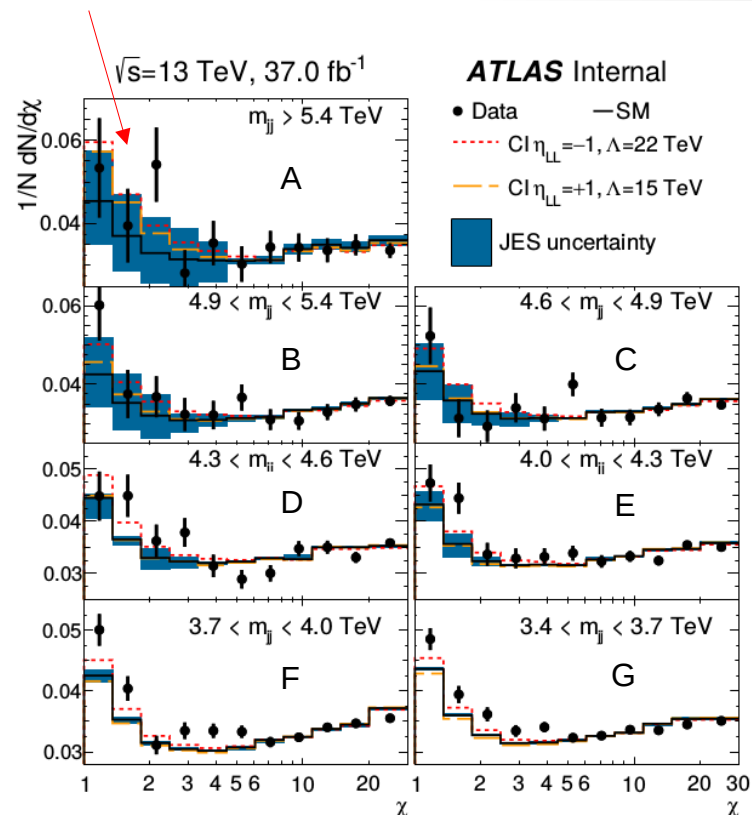 √s=13 TeV, 37.0 fb⁻¹
ATLAS Internal
Data
SM
CI η_LL=−1, Λ=22 TeV
CI η_LL=+1, Λ=15 TeV
JES uncertainty
1/N dN/dχ
m_jj > 5.4 TeV
A
0.06
0.04
4.9 < m_jj < 5.4 TeV
B
0.06
0.04
4.6 < m_jj < 4.9 TeV
C
4.3 < m_jj < 4.6 TeV
D
0.05
0.04
0.03
4.0 < m_jj < 4.3 TeV
E
3.7 < m_jj < 4.0 TeV
F
0.05
0.04
0.03
3.4 < m_jj < 3.7 TeV
G
1 2 3 4 5 6 10 20
χ
1 2 3 4 5 6 10 20 30
χ